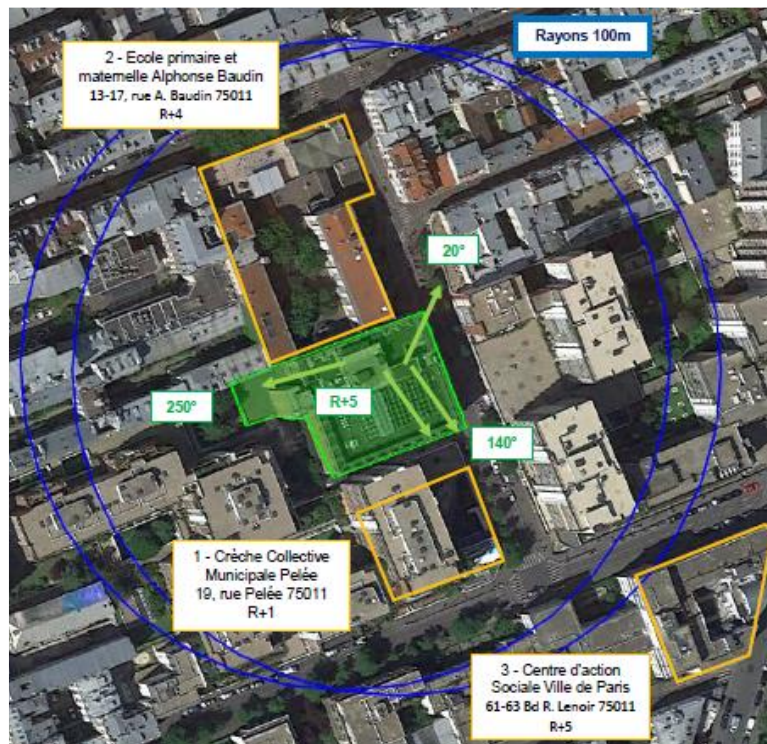 Rayons 100m
2 - Ecole primaire et
maternelle Alphonse Baudin
13-17, rue A. Baudin 75011
R+4
20°
250°
R+5
140°
1 - Crèche Collective
Municipale Pelée
19, rue Pelée 75011
R+1
3 - Centre d'action
Sociale Ville de Paris
61-63 Bd R. Lenoir 75011
R+5